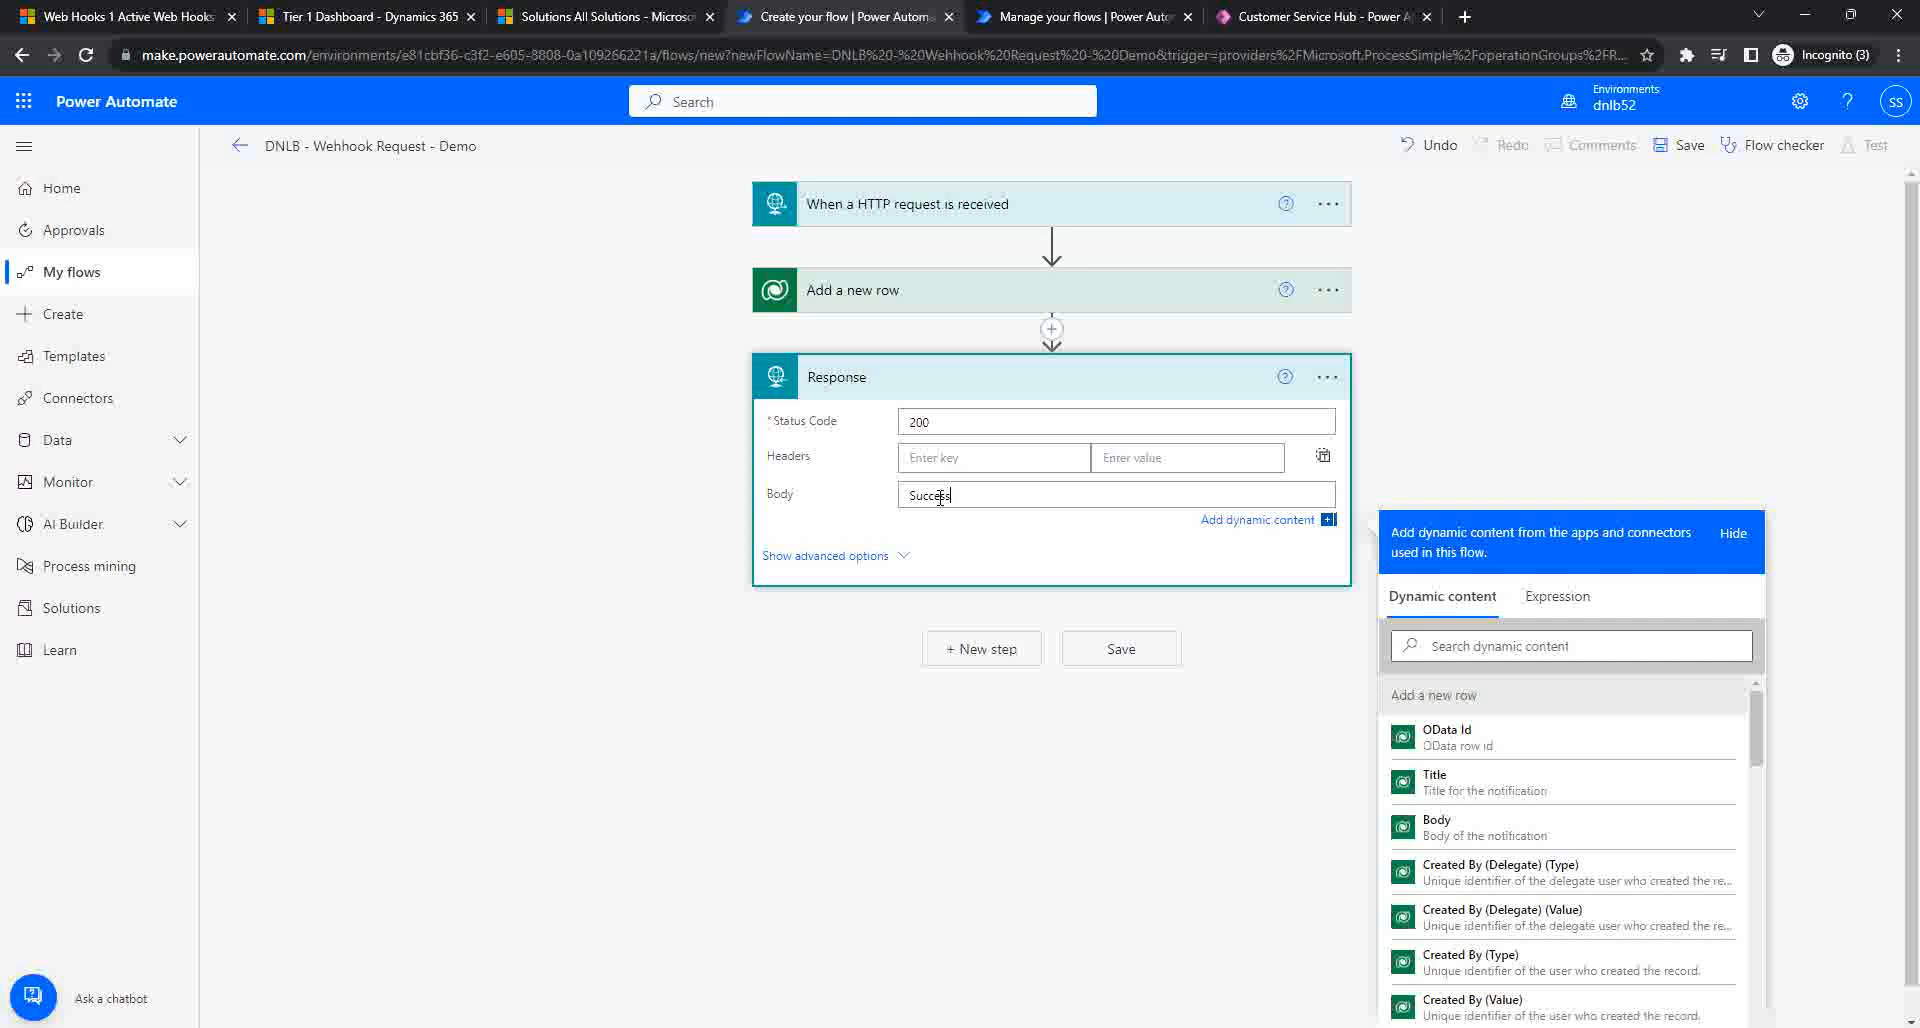 Web Hooks 1 Active Web Hooks
Tier 1 Dashboard - Dynamics 365
Solutions All Solutions - Microso
Create your flow | Power Autom
Manage your flows | Power Auto
Customer Service Hub - Power A
make.powerautomate.com/environments/e81cbf36-c3f2-e605-8808-0a109266221a/flows/new?newFlowName=DNLB%20-%20Wehhook%20Request%20-%20Demo&trigger=providers%2FMicrosoft.ProcessSimple%2FoperationGroups%2FR...
Incognito (3)
Power Automate
Search
Environments
dnlb52
SS
DNLB - Wehhook Request - Demo
Undo
Redo
Comments
Save
Flow checker
Test
Home
Approvals
My flows
Create
Templates
Connectors
Data
Monitor
AI Builder
Process mining
Solutions
Learn
Ask a chatbot
When a HTTP request is received
Add a new row
Response
* Status Code
200
Headers
Enter key
Enter value
Body
Success
Add dynamic content
Show advanced options
+ New step
Save
Add dynamic content from the apps and connectors
used in this flow.
Hide
Dynamic content
Expression
Search dynamic content
Add a new row
OData Id
OData row id
Title
Title for the notification
Body
Body of the notification
Created By (Delegate) (Type)
Unique identifier of the delegate user who created the re...
Created By (Delegate) (Value)
Unique identifier of the delegate user who created the re...
Created By (Type)
Unique identifier of the user who created the record.
Created By (Value)
Unique identifier of the user who created the record.